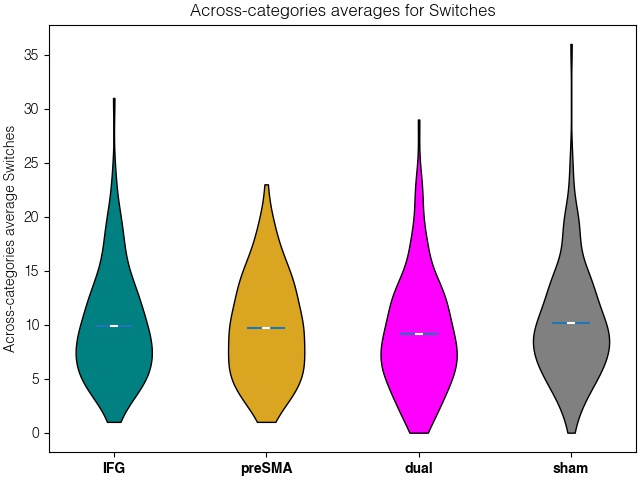 Across-categories averages for Switches
Across-categories average Switches
35
30
25
20
15
10
5
0
IFG preSMA dual sham